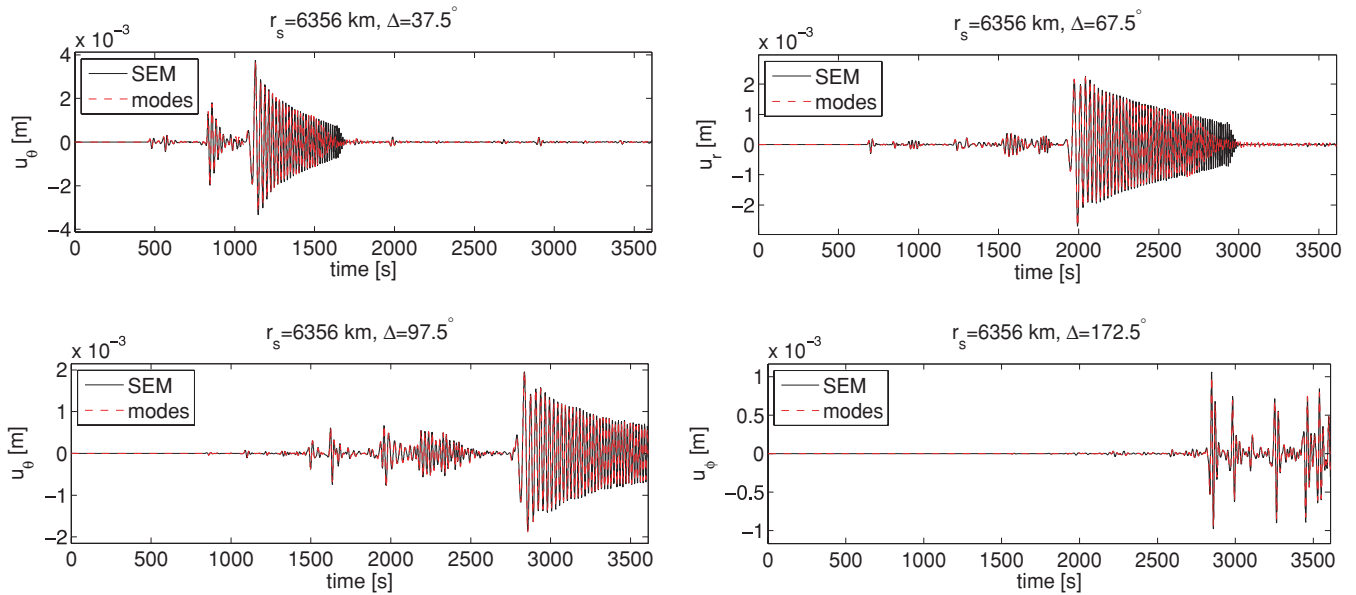 r_s=6356 km, Δ=37.5°
x 10⁻³
SEM
modes
u_θ [m]
4
2
0
−2
−4
0 500 1000 1500 2000 2500 3000 3500
time [s]
r_s=6356 km, Δ=67.5°
x 10⁻³
SEM
modes
u_r [m]
2
1
0
−1
−2
0 500 1000 1500 2000 2500 3000 3500
time [s]
r_s=6356 km, Δ=97.5°
x 10⁻³
SEM
modes
u_θ [m]
2
1
0
−1
−2
0 500 1000 1500 2000 2500 3000 3500
time [s]
r_s=6356 km, Δ=172.5°
x 10⁻³
SEM
modes
u_ϕ [m]
1
0.5
0
−0.5
−1
0 500 1000 1500 2000 2500 3000 3500
time [s]